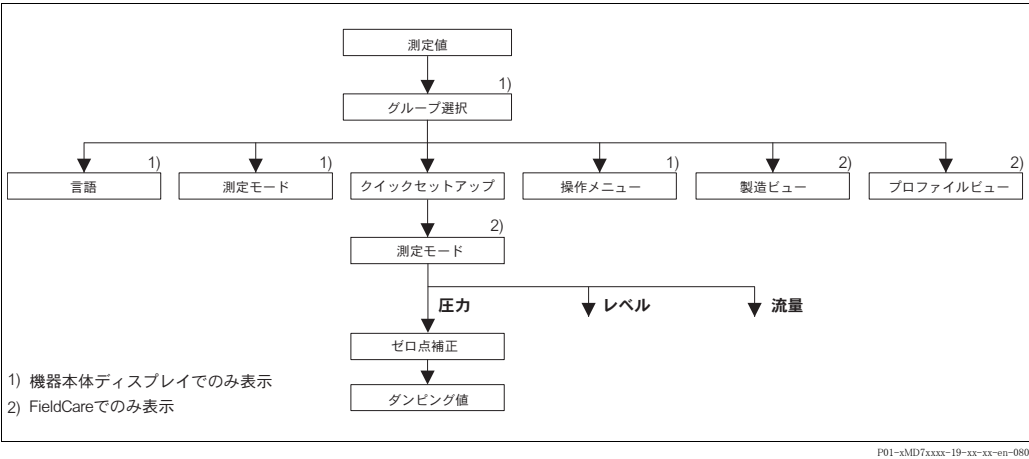 測定値
1)
グループ選択
1)
1)
1)
2)
2)
言語
測定モード
クイックセットアップ
操作メニュー
製造ビュー
プロファイルビュー
2)
測定モード
圧力
レベル
流量
ゼロ点補正
ダンピング値
1) 機器本体ディスプレイでのみ表示
2) FieldCareでのみ表示
P01-xMD7xxxx-19-xx-xx-en-080